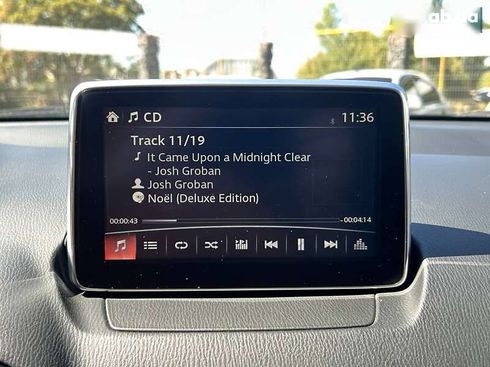 CD
11:36
Track 11/19
It Came Upon a Midnight Clear
- Josh Groban
Josh Groban
Noël (Deluxe Edition)
00:00:43
-00:04:14